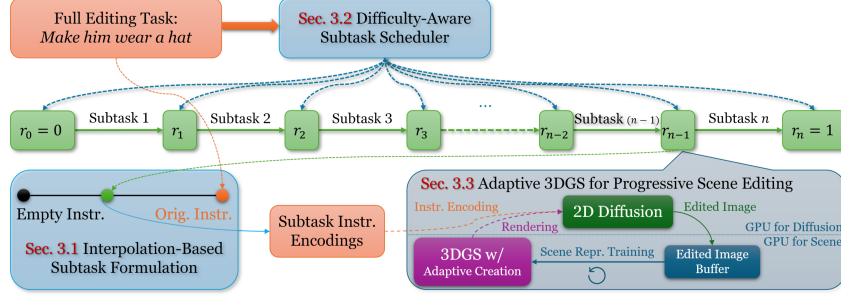 Full Editing Task:
Make him wear a hat
Sec. 3.2 Difficulty-Aware
Subtask Scheduler
...
r₀ = 0
Subtask 1
r₁
Subtask 2
r₂
Subtask 3
r₃
rₙ₋₂
Subtask (n − 1)
rₙ₋₁
Subtask n
rₙ = 1
Empty Instr.
Orig. Instr.
Sec. 3.1 Interpolation-Based
Subtask Formulation
Subtask Instr.
Encodings
Sec. 3.3 Adaptive 3DGS for Progressive Scene Editing
Instr. Encoding
Rendering
2D Diffusion
Edited Image
GPU for Diffusion
GPU for Scene
3DGS w/
Adaptive Creation
Scene Repr. Training
Edited Image
Buffer